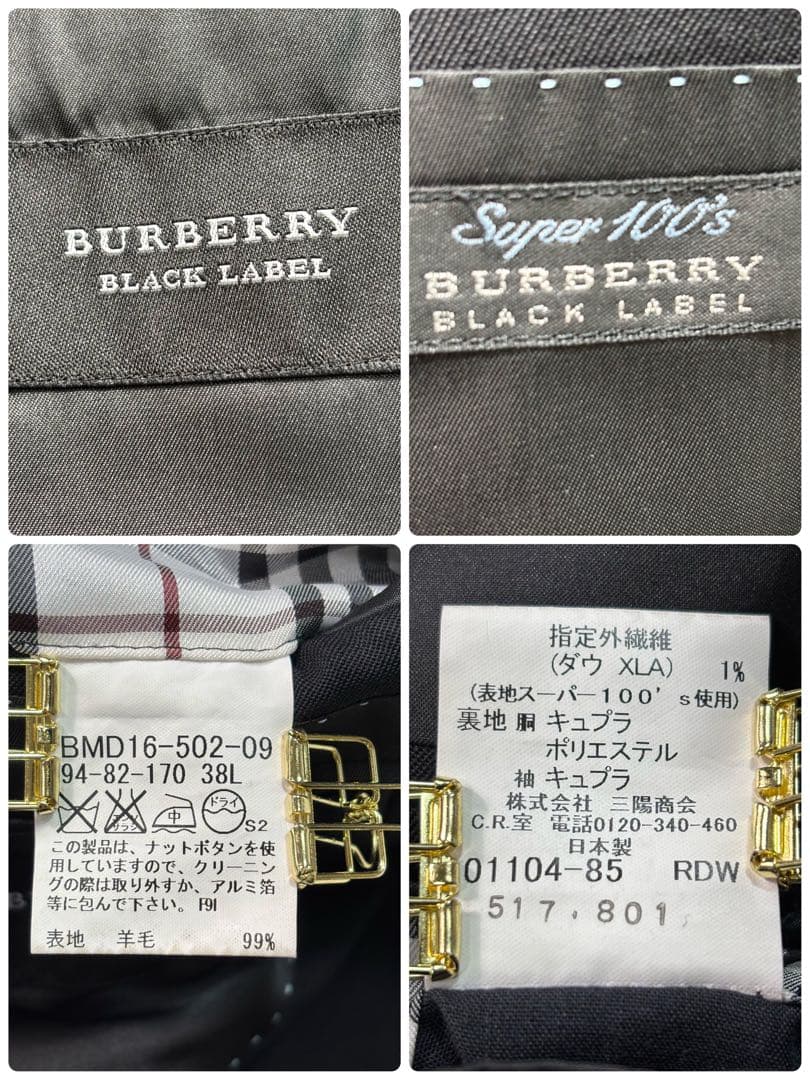 BURBERRY
BLACK LABEL
Super 100's
BURBERRY
BLACK LABEL
BMD16-502-09
94-82-170 38L
中 ドライ S2
この製品は、ナットボタンを使
用していますので、クリーニン
グの際は取り外すか、アルミ箔
等に包んで下さい。F91
表地 羊毛 99%
指定外繊維
(ダウ XLA) 1%
(表地スーパー100's使用)
裏地 胴 キュプラ
ポリエステル
袖 キュプラ
株式会社 三陽商会
C.R.室 電話0120-340-460
日本製
01104-85 RDW
517.801